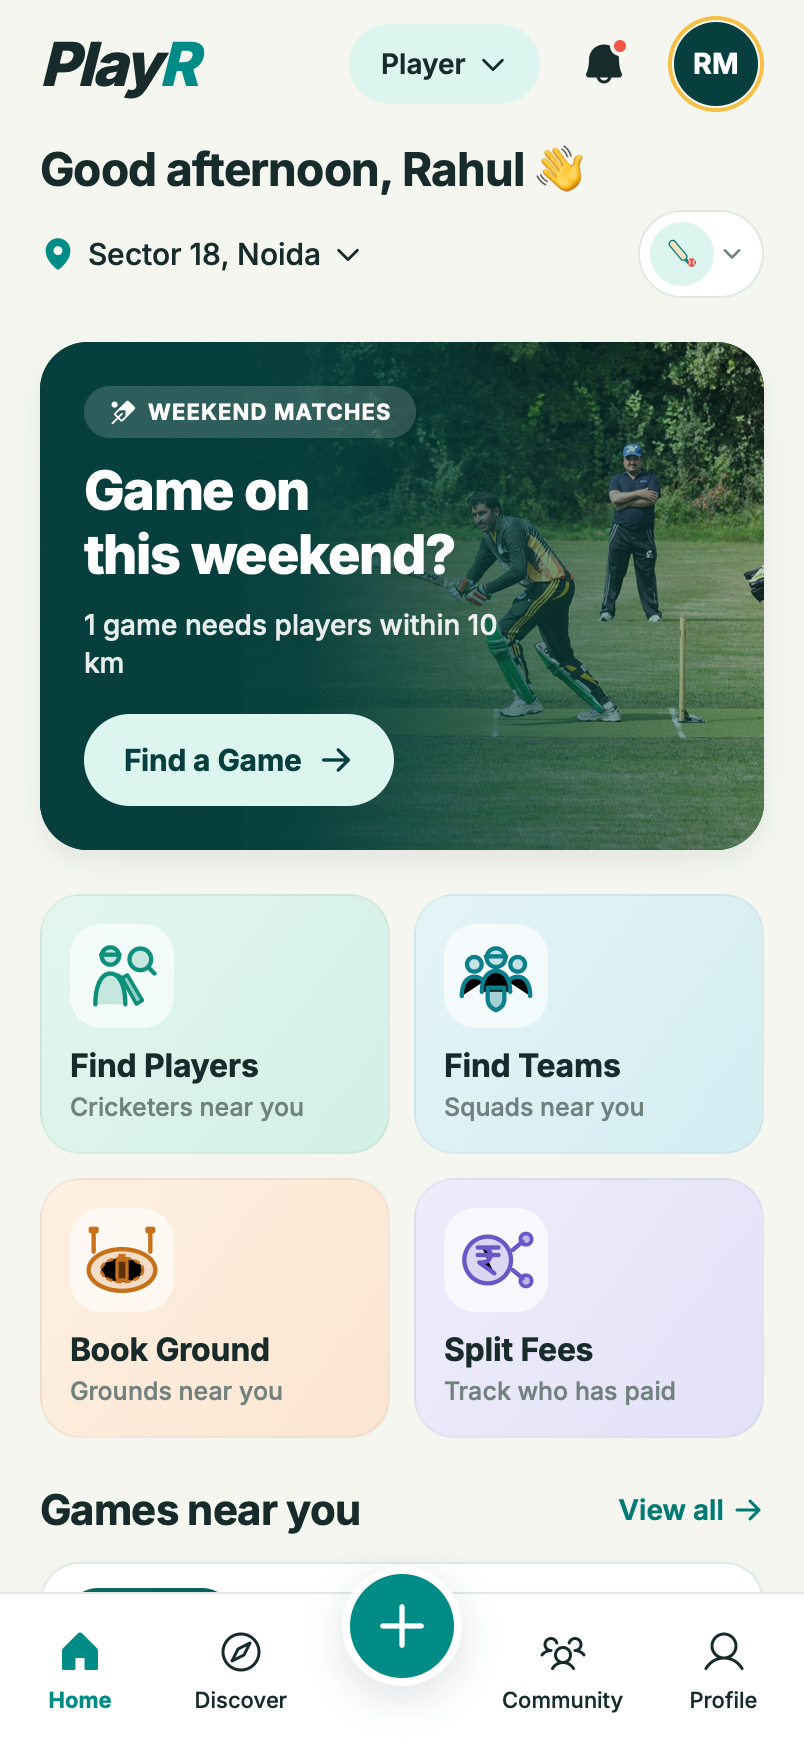 PlayR
Player
RM
Good afternoon, Rahul 👋
Sector 18, Noida
WEEKEND MATCHES
Game on
this weekend?
1 game needs players within 10
km
Find a Game →
Find Players
Cricketers near you
Find Teams
Squads near you
Book Ground
Grounds near you
₹
Split Fees
Track who has paid
Games near you
View all →
Home
Discover
Community
Profile